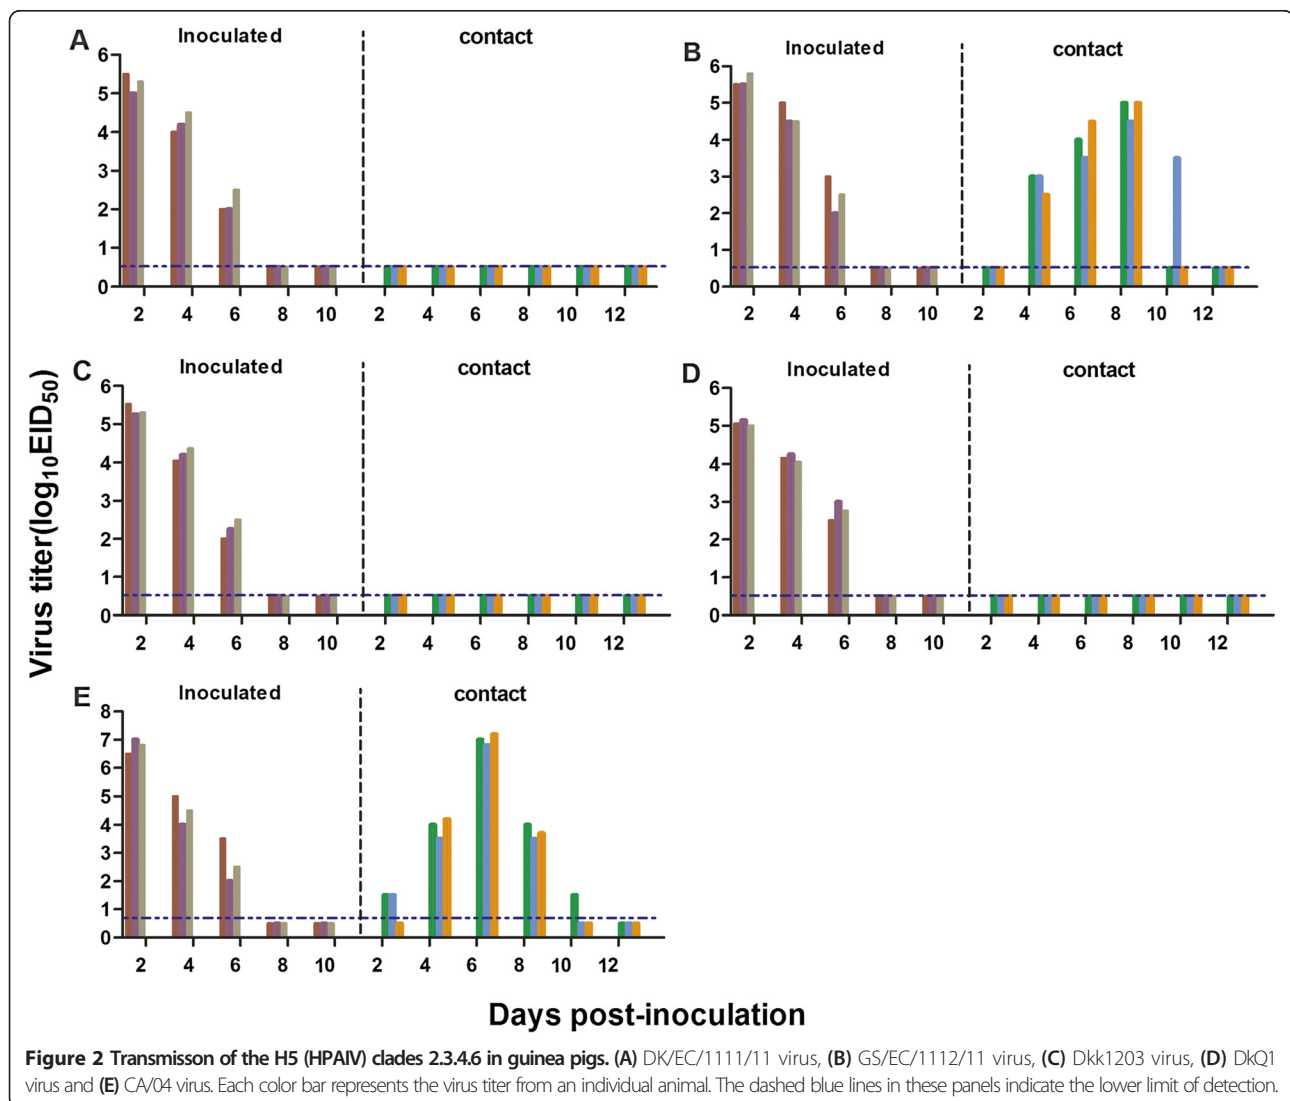 A Inoculated contact
6
5
4
3
2
1
0
2 4 6 8 10 2 4 6 8 10 12
B Inoculated contact
6
5
4
3
2
1
0
2 4 6 8 10 2 4 6 8 10 12
C Inoculated contact
6
5
4
3
2
1
0
2 4 6 8 10 2 4 6 8 10 12
D Inoculated contact
6
5
4
3
2
1
0
2 4 6 8 10 2 4 6 8 10 12
Virus titer(log10EID50)
E Inoculated contact
8
7
6
5
4
3
2
1
0
2 4 6 8 10 2 4 6 8 10 12
Days post-inoculation
Figure 2 Transmisson of the H5 (HPAIV) clades 2.3.4.6 in guinea pigs. (A) DK/EC/1111/11 virus, (B) GS/EC/1112/11 virus, (C) Dkk1203 virus, (D) DkQ1
virus and (E) CA/04 virus. Each color bar represents the virus titer from an individual animal. The dashed blue lines in these panels indicate the lower limit of detection.